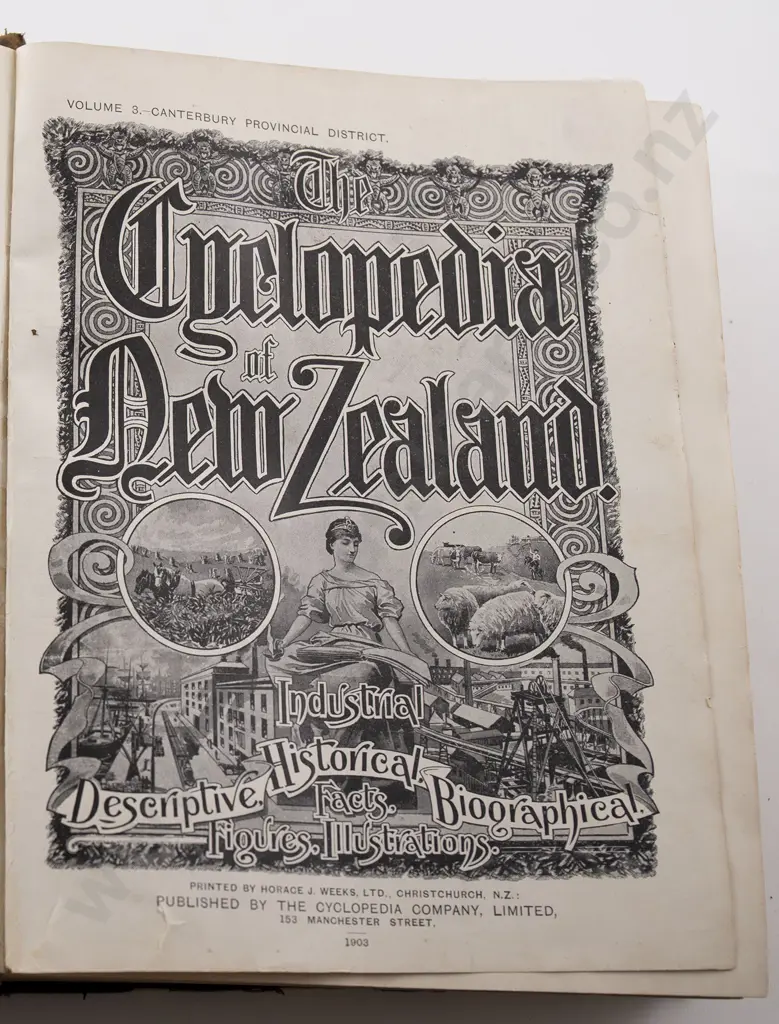 VOLUME 3.—CANTERBURY PROVINCIAL DISTRICT.
The
Cyclopedia
of
New Zealand.
Industrial
Historical,
Descriptive,
Facts,
Biographical,
Figures, Illustrations.
PRINTED BY HORACE J. WEEKS, LTD., CHRISTCHURCH, N.Z.:
PUBLISHED BY THE CYCLOPEDIA COMPANY, LIMITED,
153 MANCHESTER STREET,
1903